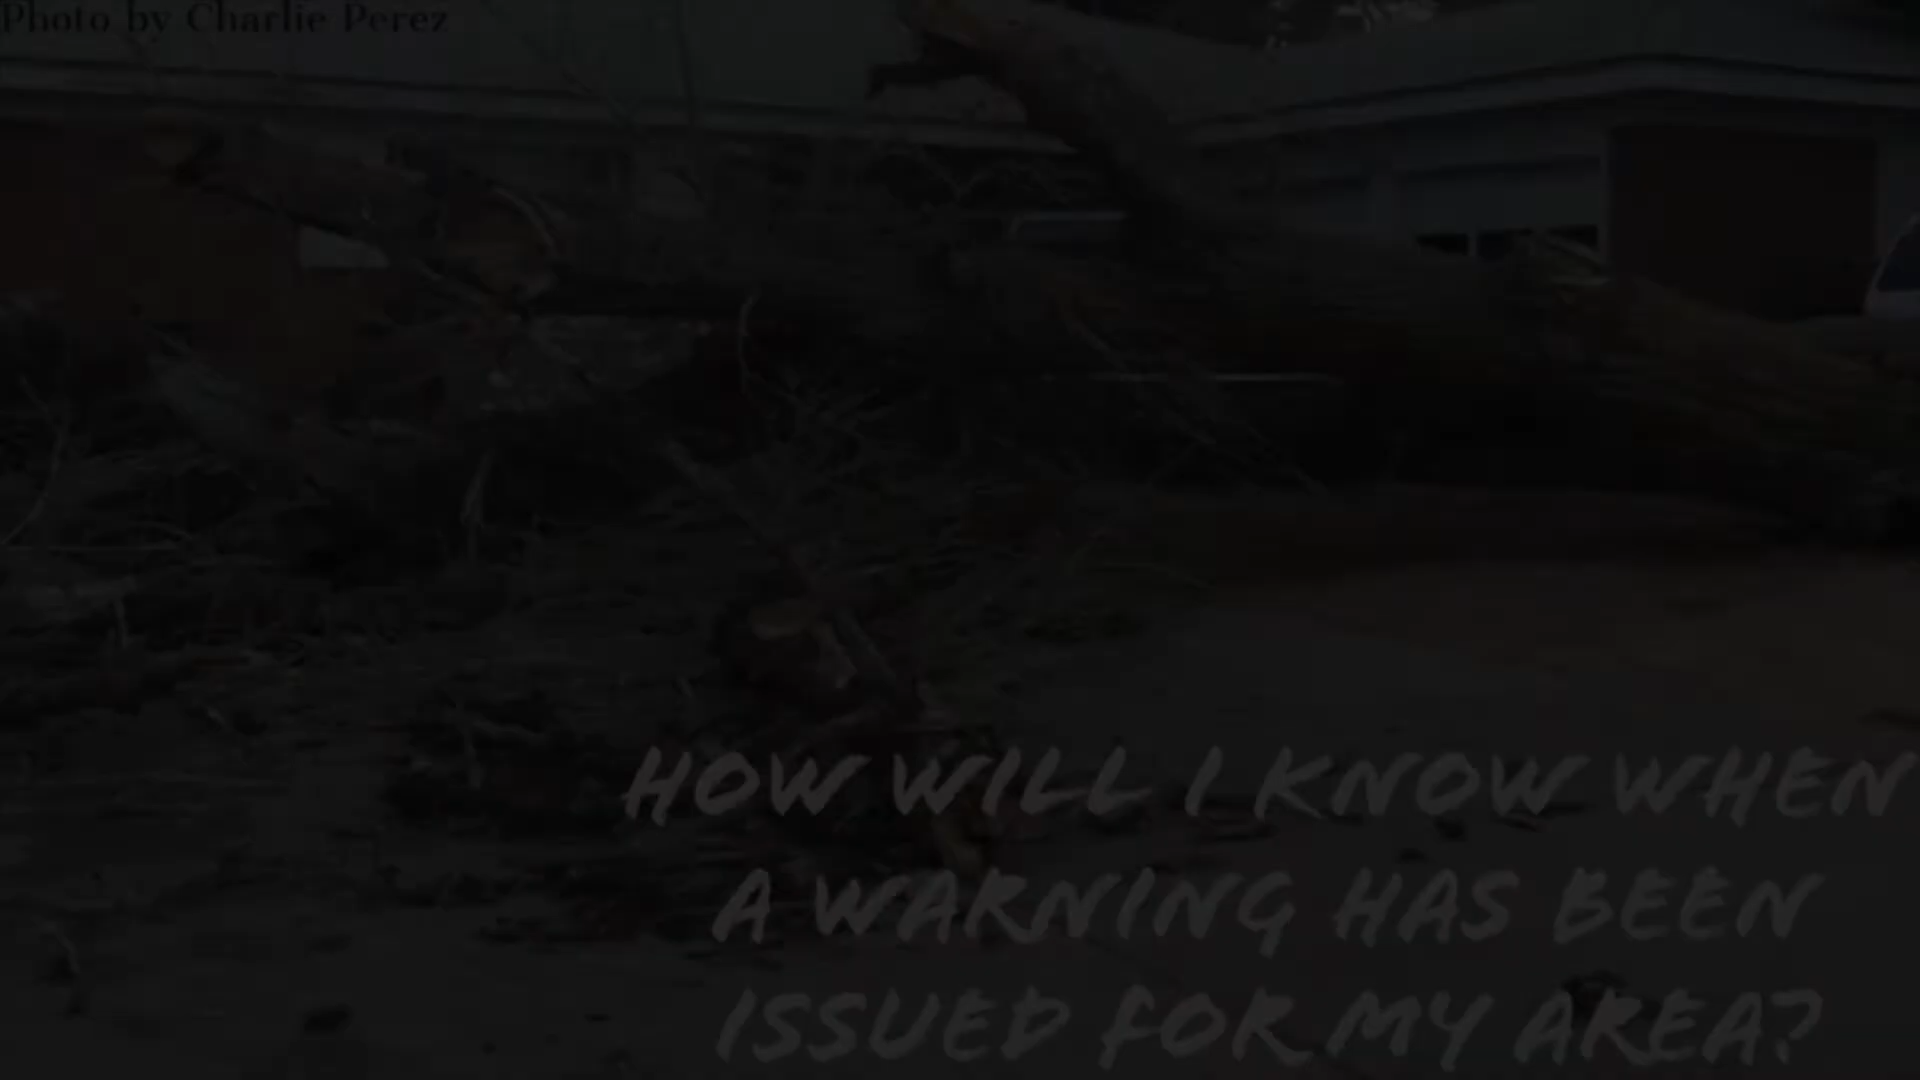 Photo by Charlie Perez
HOW WILL I KNOW WHEN
A WARNING HAS BEEN
ISSUED FOR MY AREA?